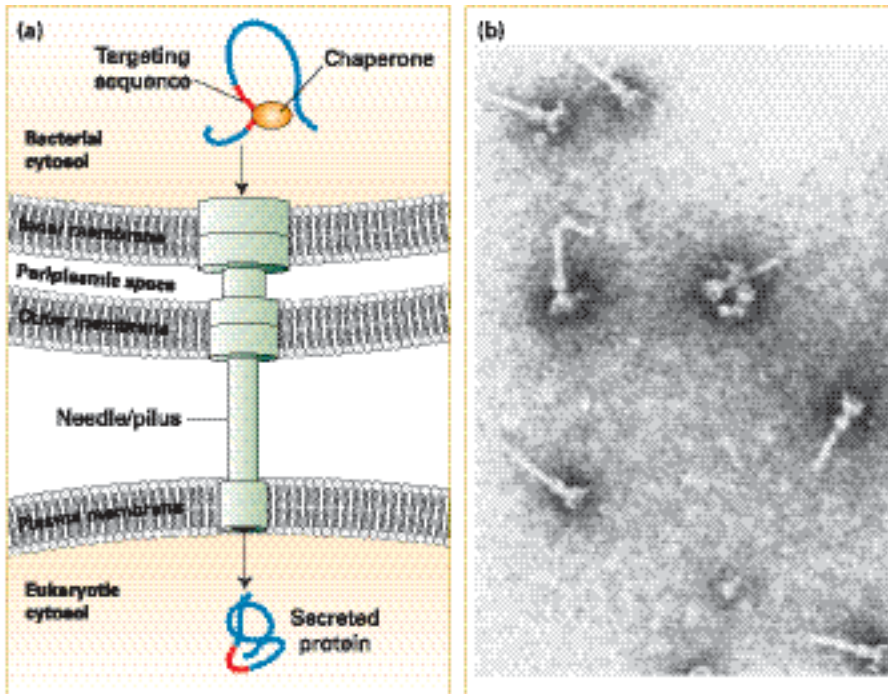 (a)
Targeting
sequence
Chaperone
Bacterial
cytosol
Inner membrane
Periplasmic space
Outer membrane
Needle/pilus
Plasma membrane
Eukaryotic
cytosol
Secreted
protein
(b)